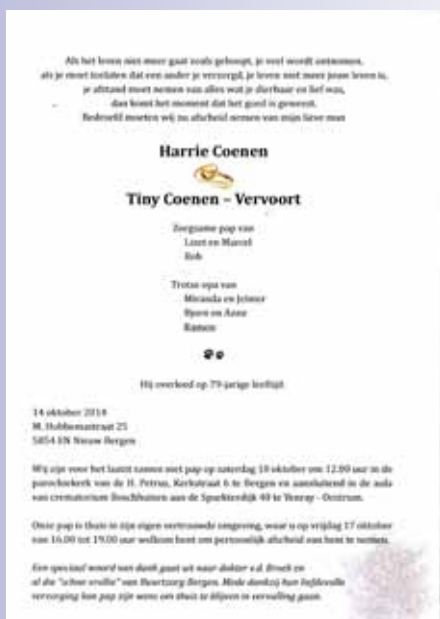 Als het leven niet meer gaat zoals gehoopt, je veel wordt ontnomen,
als je moet toelaten dat een ander je verzorgd, je leven niet meer jouw leven is,
je afstand moet nemen van alles wat je dierbaar en lief was,
dan komt het moment dat het goed is geweest.
Bedroefd moeten wij nu afscheid nemen van mijn lieve man
Harrie Coenen
Tiny Coenen – Vervoort
Zorgzame pap van
Lizet en Marcel
Rob
Trotse opa van
Miranda en
Bjorn en Anne
Ramon
Hij overleed op 79-jarige leeftijd
14 oktober 2014
M. Hobbemastraat 25
5854 Nieuw Bergen
Wij zijn voor het laatst samen met pap op zaterdag 18 oktober om 12.00 uur in de
parochiekerk van de H. Petrus, Kerkstraat 6 te Bergen en aansluitend in de aula
van crematorium Boschhuizen aan de Spurkterdijk 40 te Venray - Oostrum.
Onze pap is thuis in zijn eigen vertrouwde omgeving, waar u op vrijdag 17 oktober
van 16.00 tot 19.00 uur welkom bent om persoonlijk afscheid van hem te nemen.
Een speciaal woord van dank gaat uit naar dokter v.d. Broek en
al die "schon vrollie" van Buurtzorg Bergen. Mede dankzij hun liefdevolle
verzorging kon pap zijn wens om thuis te blijven in vervulling gaan.